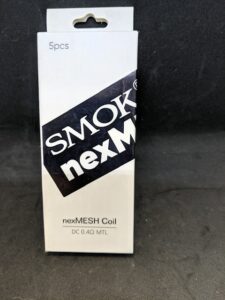 5pcs
SMOK®
nexM
nexMESH Coil
DC 0.4Ω MTL